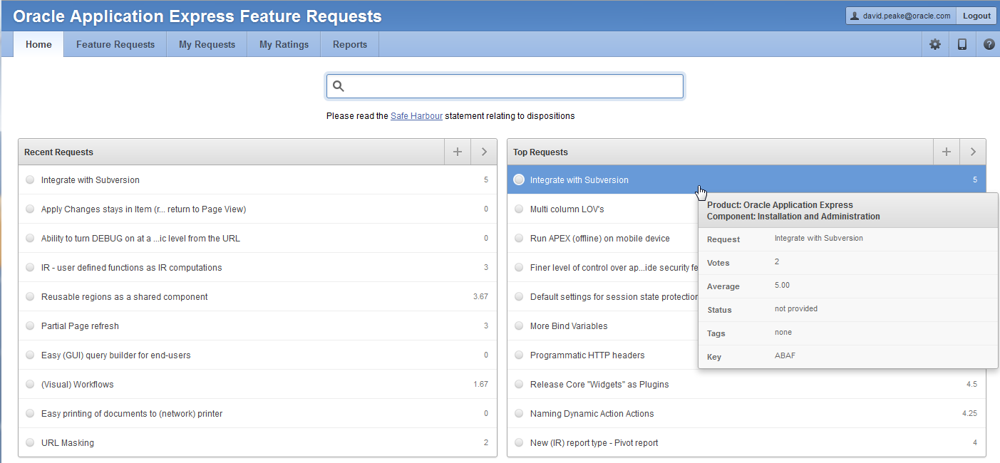 Oracle Application Express Feature Requests
david.peake@oracle.com Logout
Home Feature Requests My Requests My Ratings Reports
Please read the Safe Harbour statement relating to dispositions
Recent Requests
Integrate with Subversion 5
Apply Changes stays in Item (r... return to Page View) 0
Ability to turn DEBUG on at a ...ic level from the URL 0
IR - user defined functions as IR computations 3
Reusable regions as a shared component 3.67
Partial Page refresh 3
Easy (GUI) query builder for end-users 0
(Visual) Workflows 1.67
Easy printing of documents to (network) printer 0
URL Masking 2
Top Requests
Integrate with Subversion 5
Multi column LOV's
Run APEX (offline) on mobile device
Finer level of control over ap...ide security fe
Default settings for session state protection
More Bind Variables
Programmatic HTTP headers
Release Core "Widgets" as Plugins 4.5
Naming Dynamic Action Actions 4.25
New (IR) report type - Pivot report 4
Product: Oracle Application Express
Component: Installation and Administration
Request Integrate with Subversion
Votes 2
Average 5.00
Status not provided
Tags none
Key ABAF